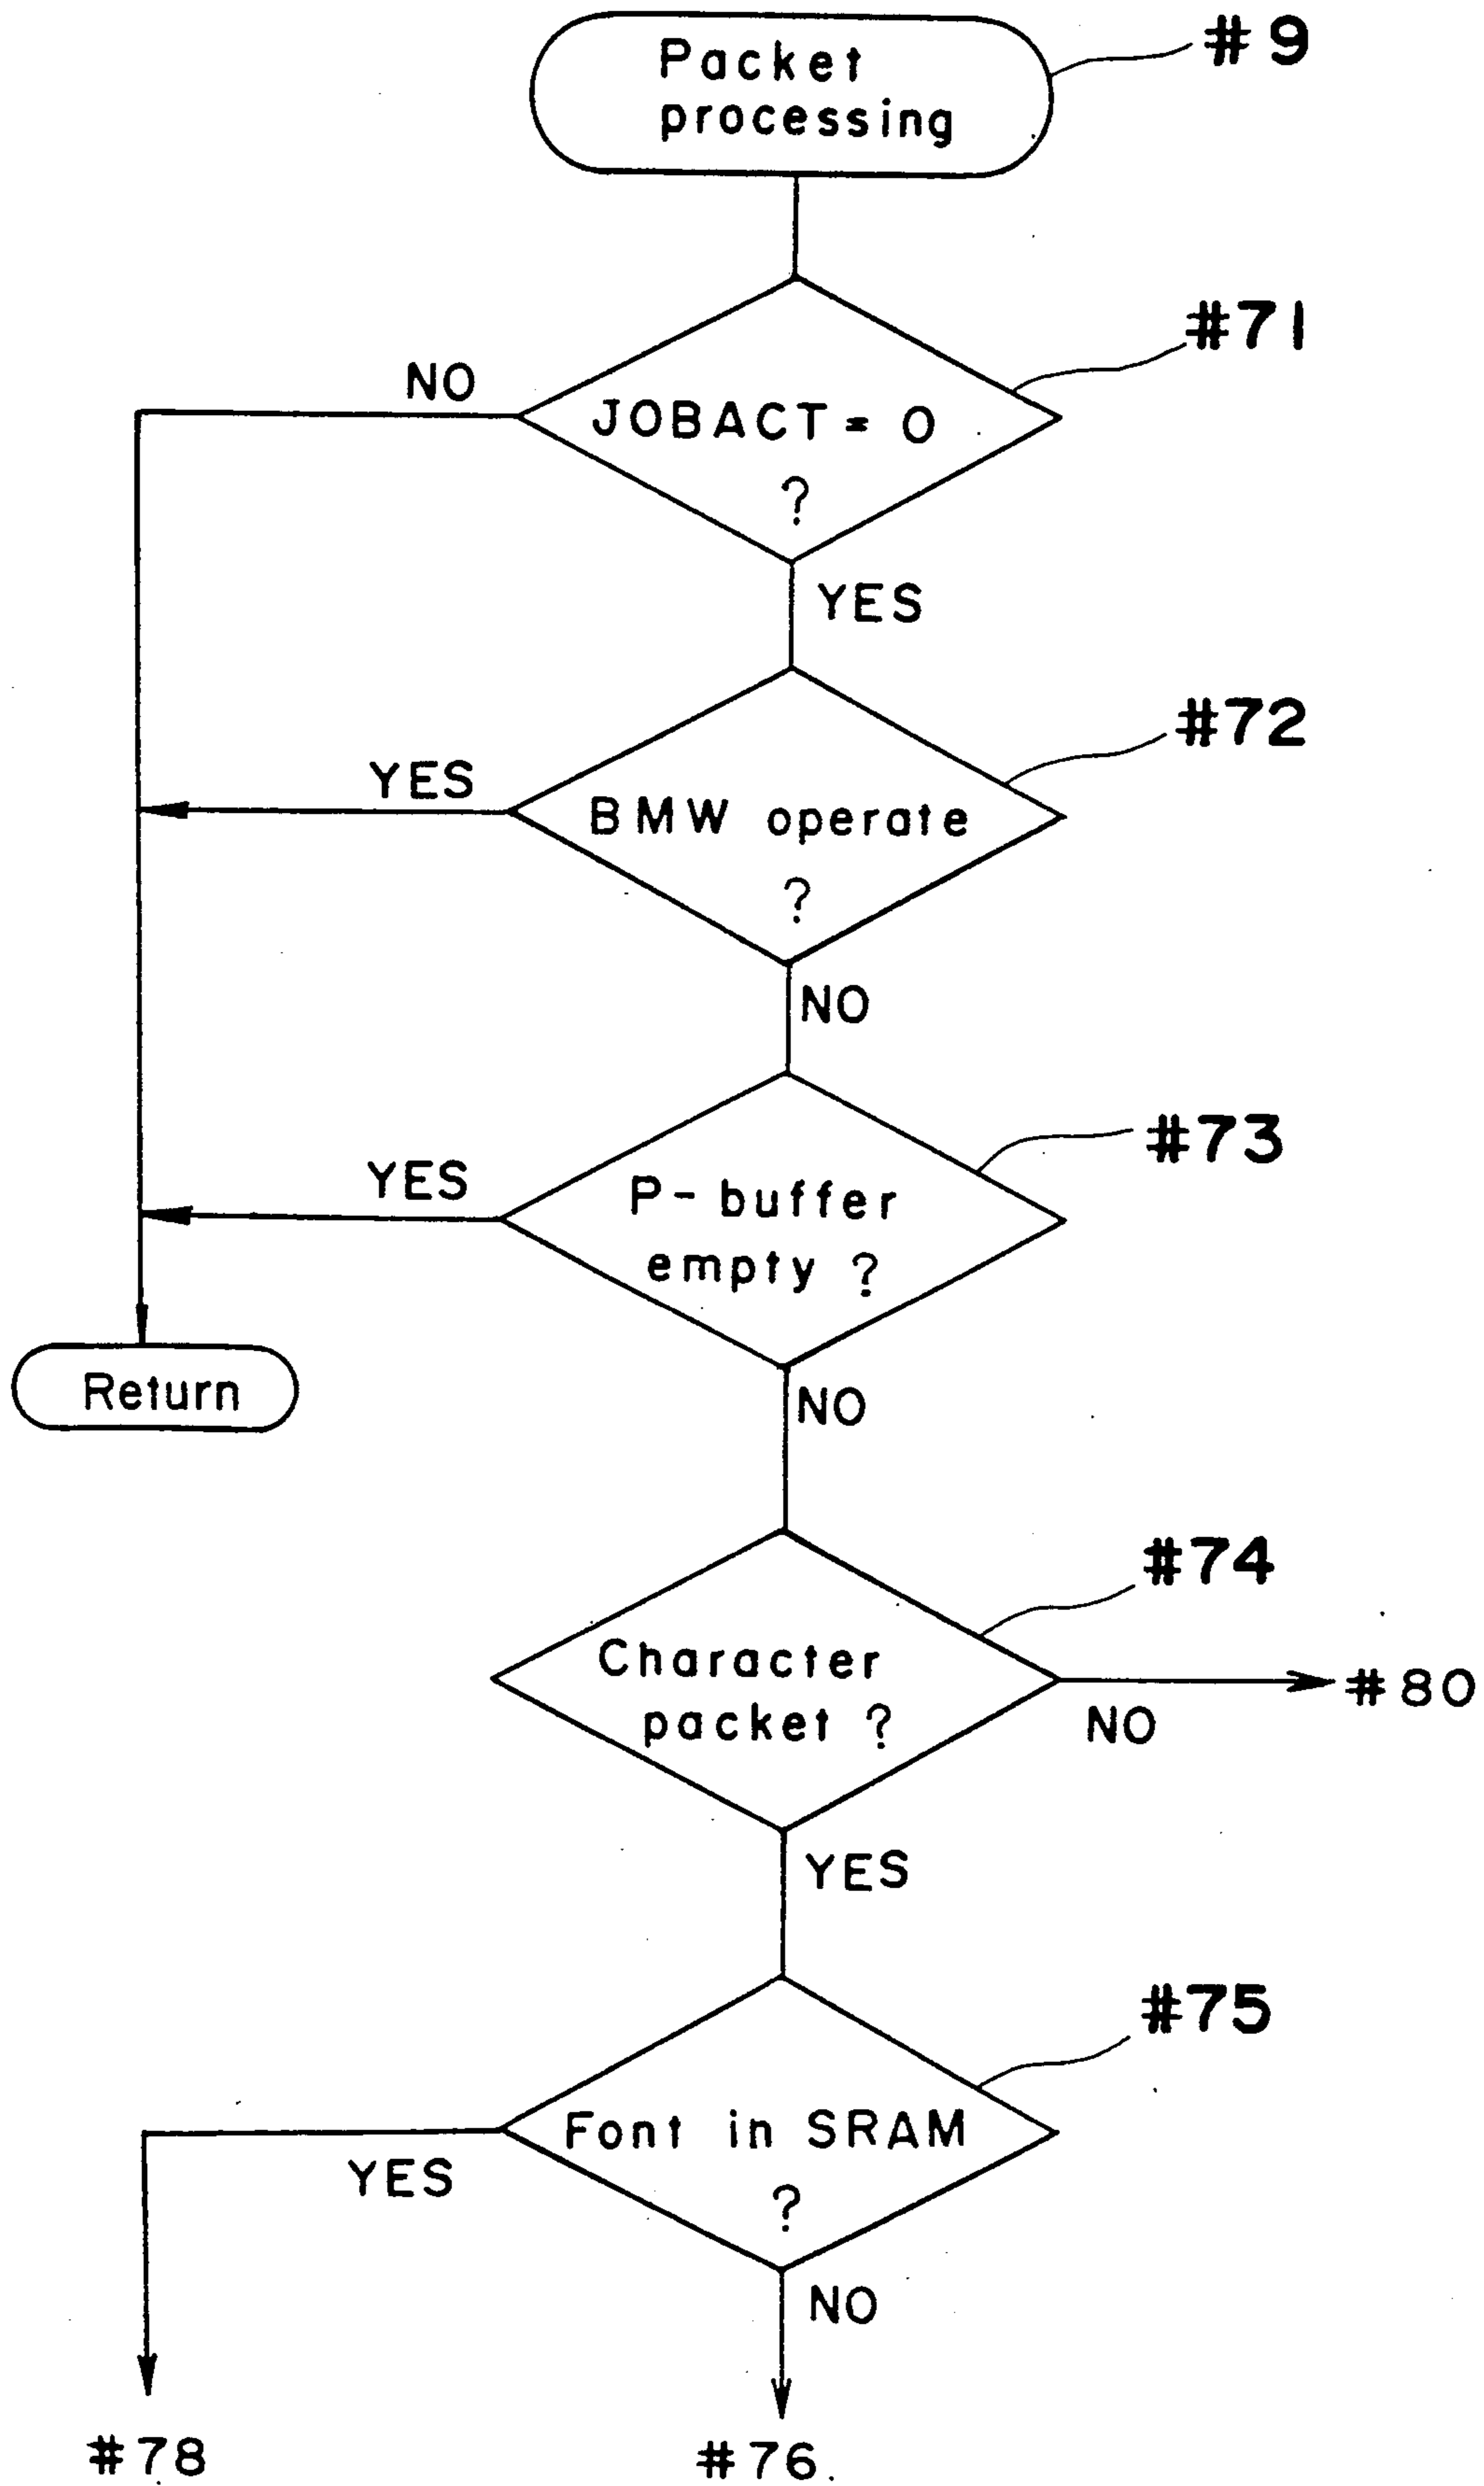 Packet
processing
#9
#71
NO
JOBACT = 0
?
YES
#72
YES
BMW operate
?
NO
#73
YES
P-buffer
empty ?
Return
NO
#74
Character
packet ?
#80
NO
YES
#75
Font in SRAM
YES
?
NO
#78
#76